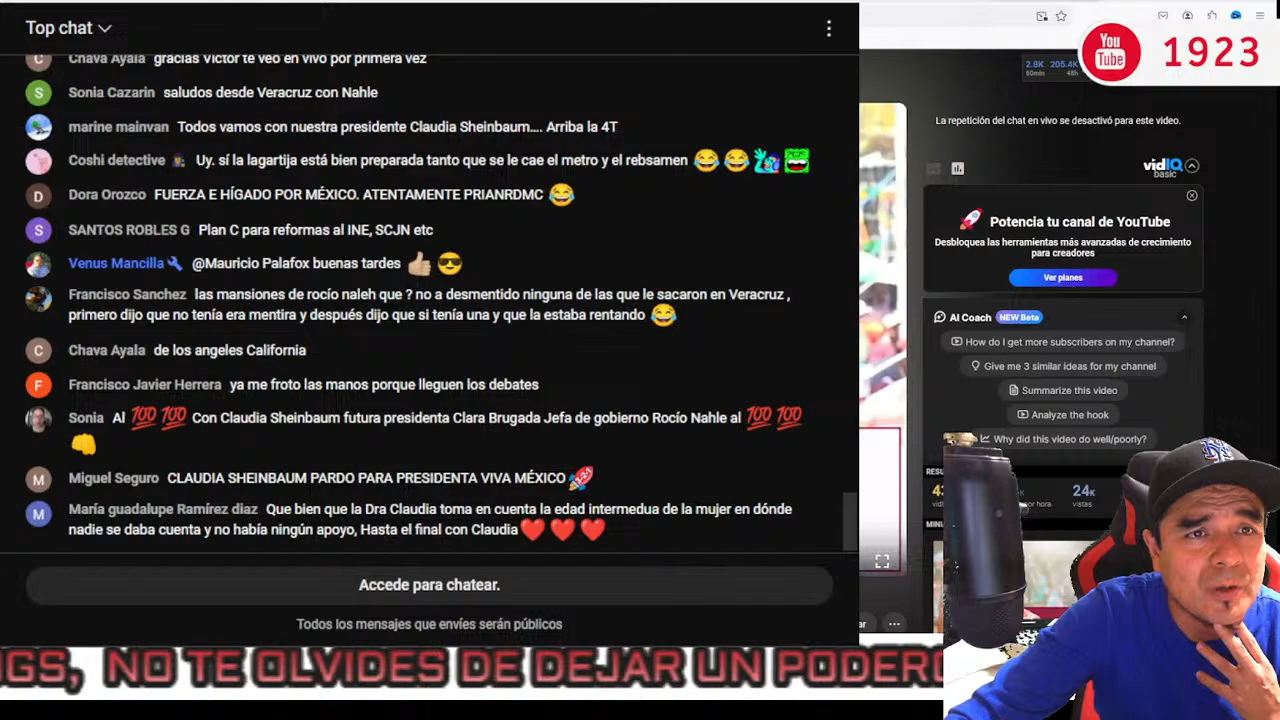 Top chat
Chava Ayala gracias Victor te veo en vivo por primera vez
Sonia Cazarin saludos desde Veracruz con Nahle
marine mainvan Todos vamos con nuestra presidente Claudia Sheinbaum.... Arriba la 4T
Coshi detective Uy. sí la lagartija está bien preparada tanto que se le cae el metro y el rebsamen 😂 😂
Dora Orozco FUERZA E HÍGADO POR MÉXICO. ATENTAMENTE PRIANRDMC 😂
SANTOS ROBLES G Plan C para reformas al INE, SCJN etc
Venus Mancilla @Mauricio Palafox buenas tardes 👍🏼 😎
Francisco Sanchez las mansiones de rocío naleh que ? no a desmentido ninguna de las que le sacaron en Veracruz ,
primero dijo que no tenía era mentira y después dijo que si tenía una y que la estaba rentando 😂
Chava Ayala de los angeles California
Francisco Javier Herrera ya me froto las manos porque lleguen los debates
Sonia Al 💯 💯 Con Claudia Sheinbaum futura presidenta Clara Brugada Jefa de gobierno Rocío Nahle al 💯 💯
👊
Miguel Seguro CLAUDIA SHEINBAUM PARDO PARA PRESIDENTA VIVA MÉXICO 🚀
María guadalupe Ramírez diaz Que bien que la Dra Claudia toma en cuenta la edad intermedua de la mujer en dónde
nadie se daba cuenta y no había ningún apoyo, Hasta el final con Claudia ❤️ ❤️ ❤️
Accede para chatear.
Todos los mensajes que envíes serán públicos
You
Tube
1923
2.8K 205.4K
60min 48h
La repetición del chat en vivo se desactivó para este video.
vidIQ
basic
Potencia tu canal de YouTube
Desbloquea las herramientas más avanzadas de crecimiento
para creadores
Ver planes
AI Coach NEW Beta
How do I get more subscribers on my channel?
Give me 3 similar ideas for my channel
Summarize this video
Analyze the hook
Why did this video do well/poorly?
24K
vistas
NO TE OLVIDES DE DEJAR UN